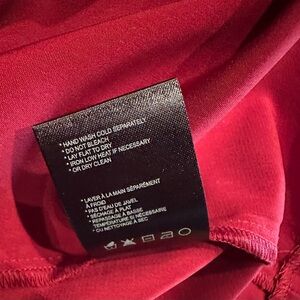 * HAND WASH COLD SEPARATELY
* DO NOT BLEACH
* LAY FLAT TO DRY
* IRON LOW HEAT IF NECESSARY
* OR DRY CLEAN
* LAVER À LA MAIN SÉPARÉMENT
À FROID
* PAS D'EAU DE JAVEL
* SÉCHAGE À PLAT
* REPASSAGE À BASSE
TEMPÉRATURE SI NÉCESSAIRE
* OU NETTOYAGE À SEC